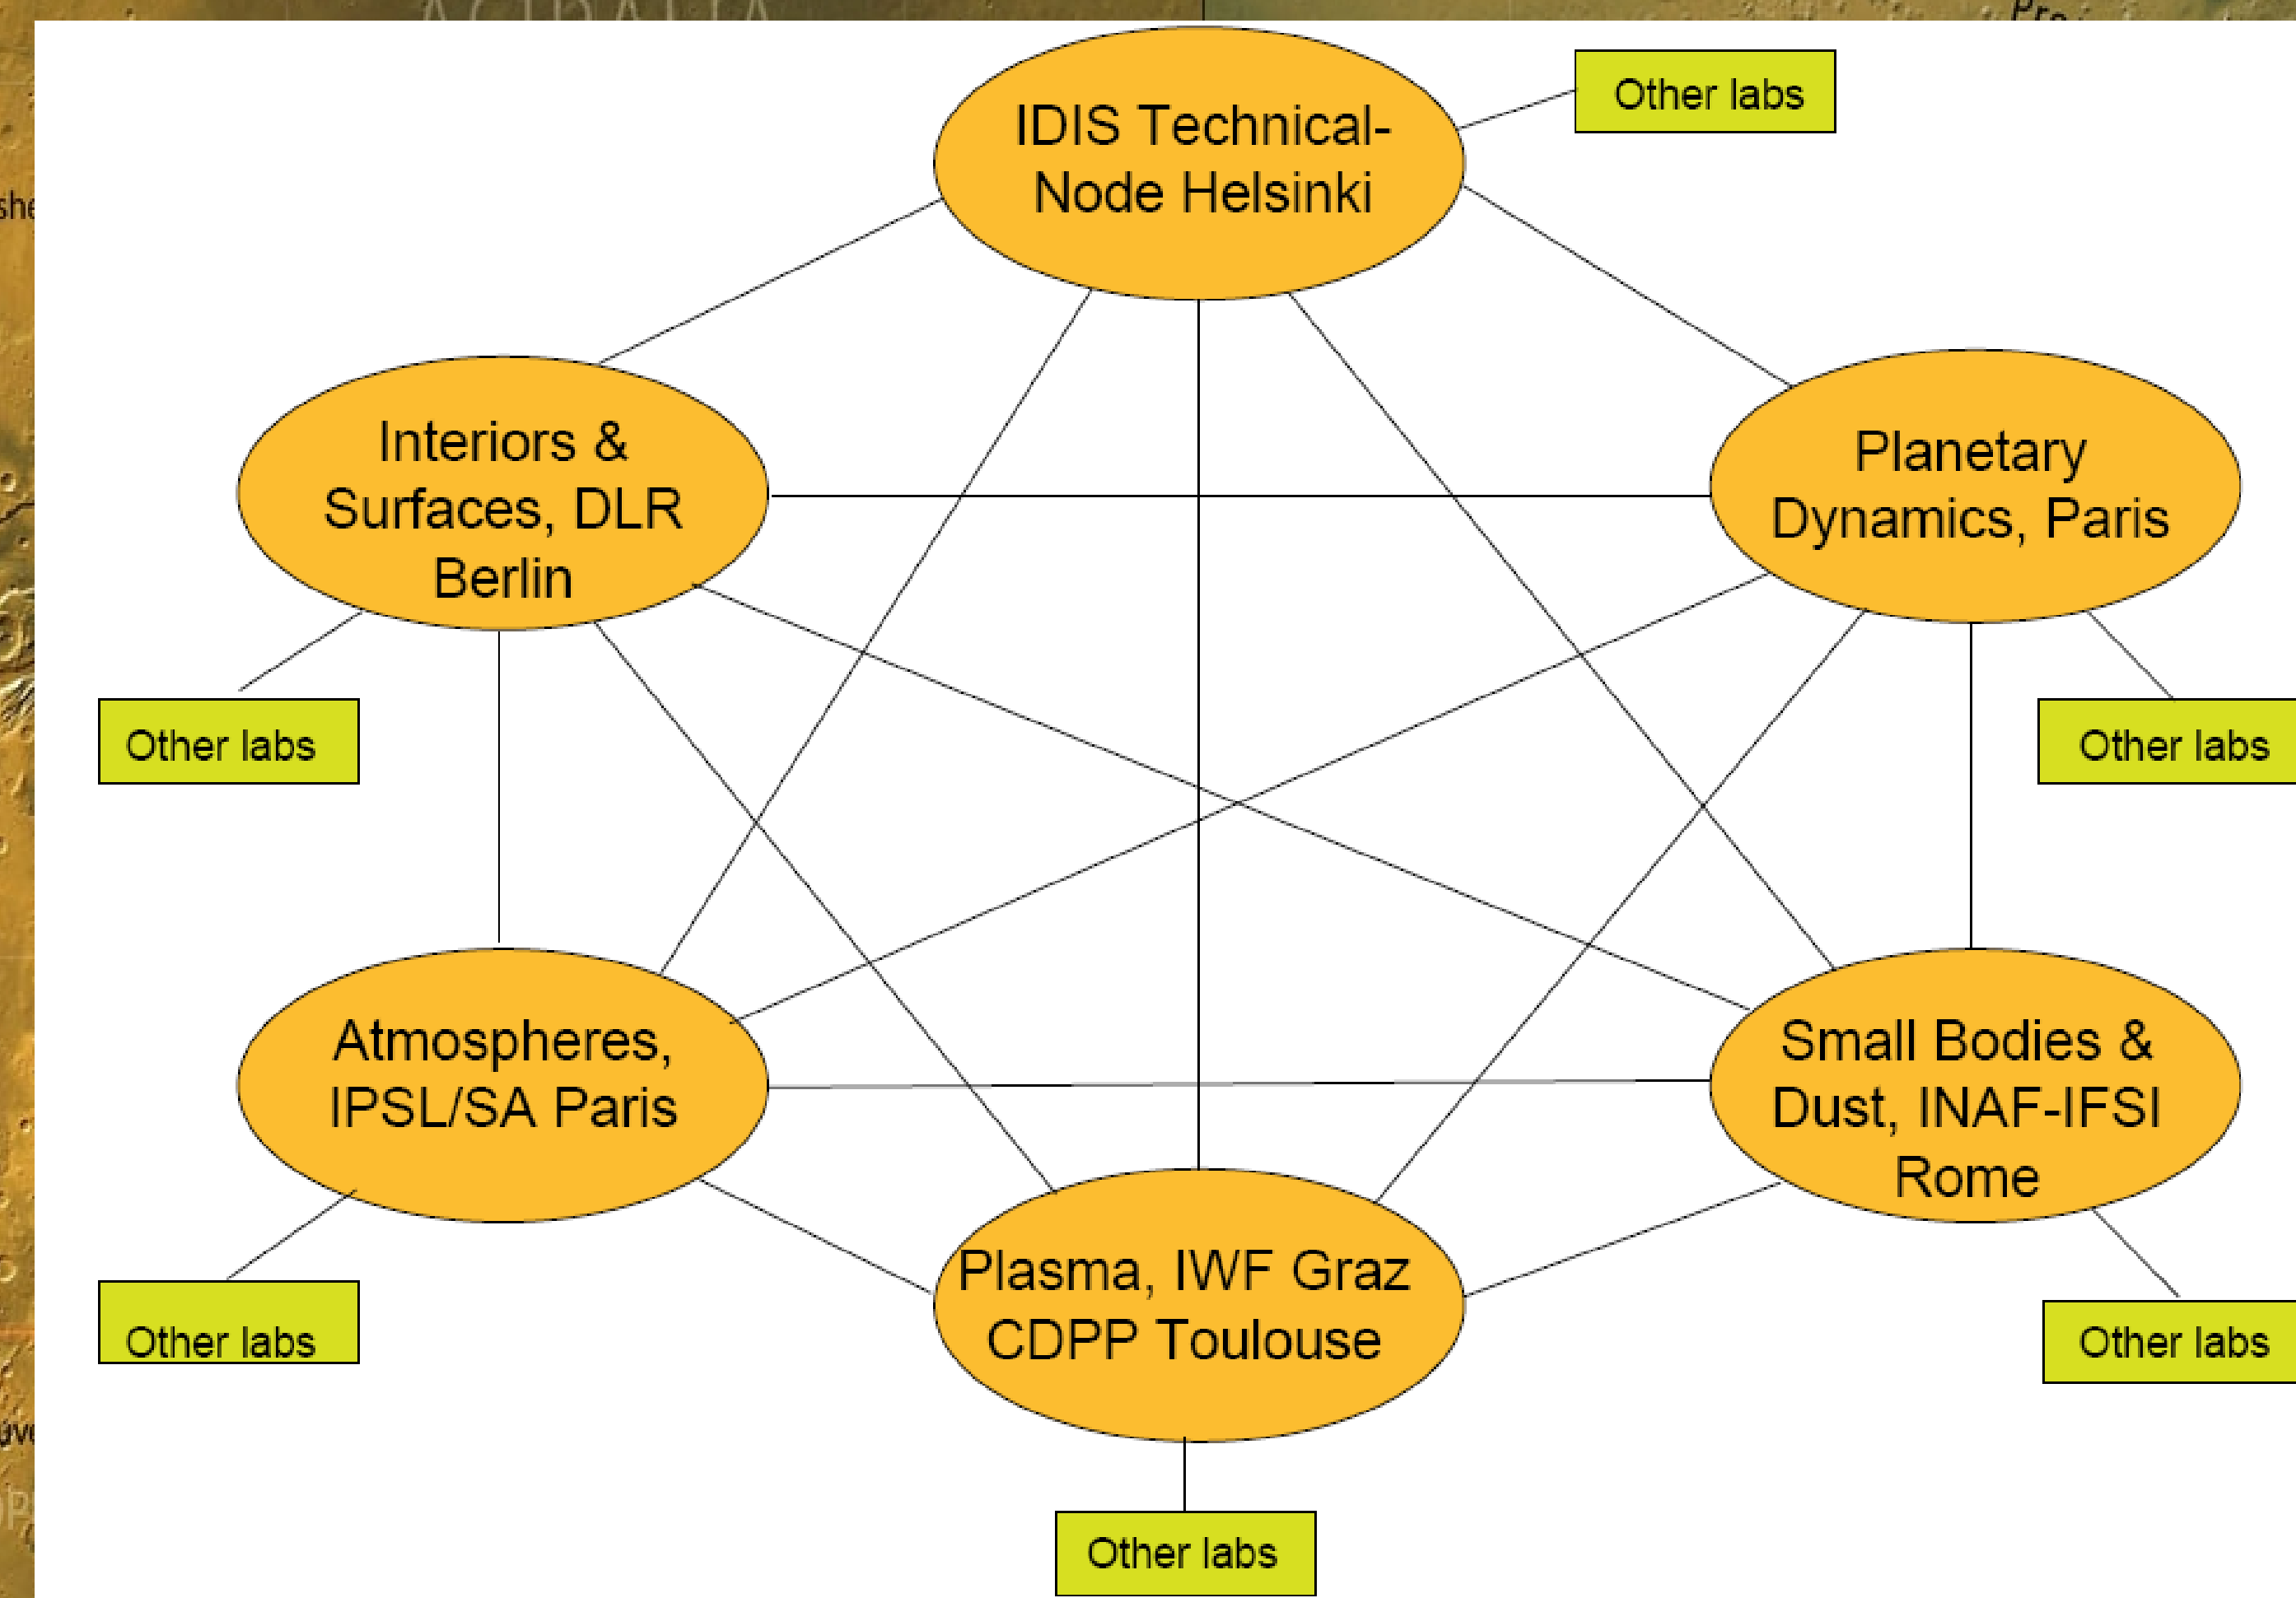 ACIDALIA
IDIS Technical-
Node Helsinki
Other labs
Interiors &
Surfaces, DLR
Berlin
Planetary
Dynamics, Paris
Other labs
Other labs
Atmospheres,
IPSL/SA Paris
Small Bodies &
Dust, INAF-IFSI
Rome
Plasma, IWF Graz
CDPP Toulouse
Other labs
Other labs
Other labs